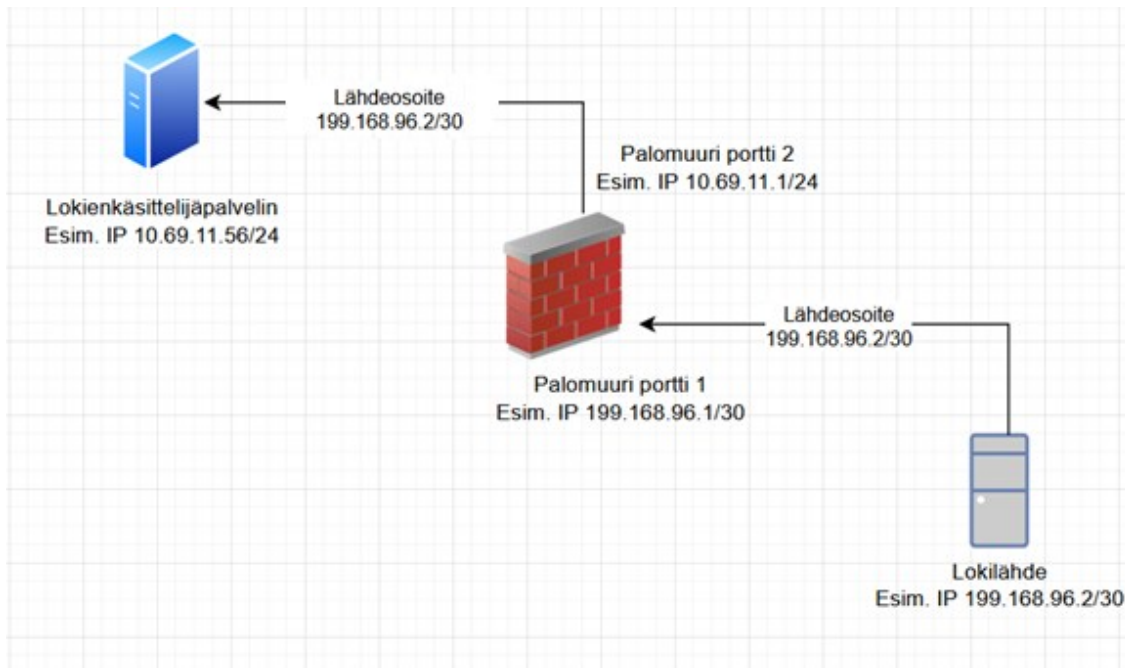 Lähdeosoite
199.168.96.2/30
Palomuuri portti 2
Esim. IP 10.69.11.1/24
Lokienkäsittelijäpalvelin
Esim. IP 10.69.11.56/24
Lähdeosoite
199.168.96.2/30
Palomuuri portti 1
Esim. IP 199.168.96.1/30
Lokilähde
Esim. IP 199.168.96.2/30